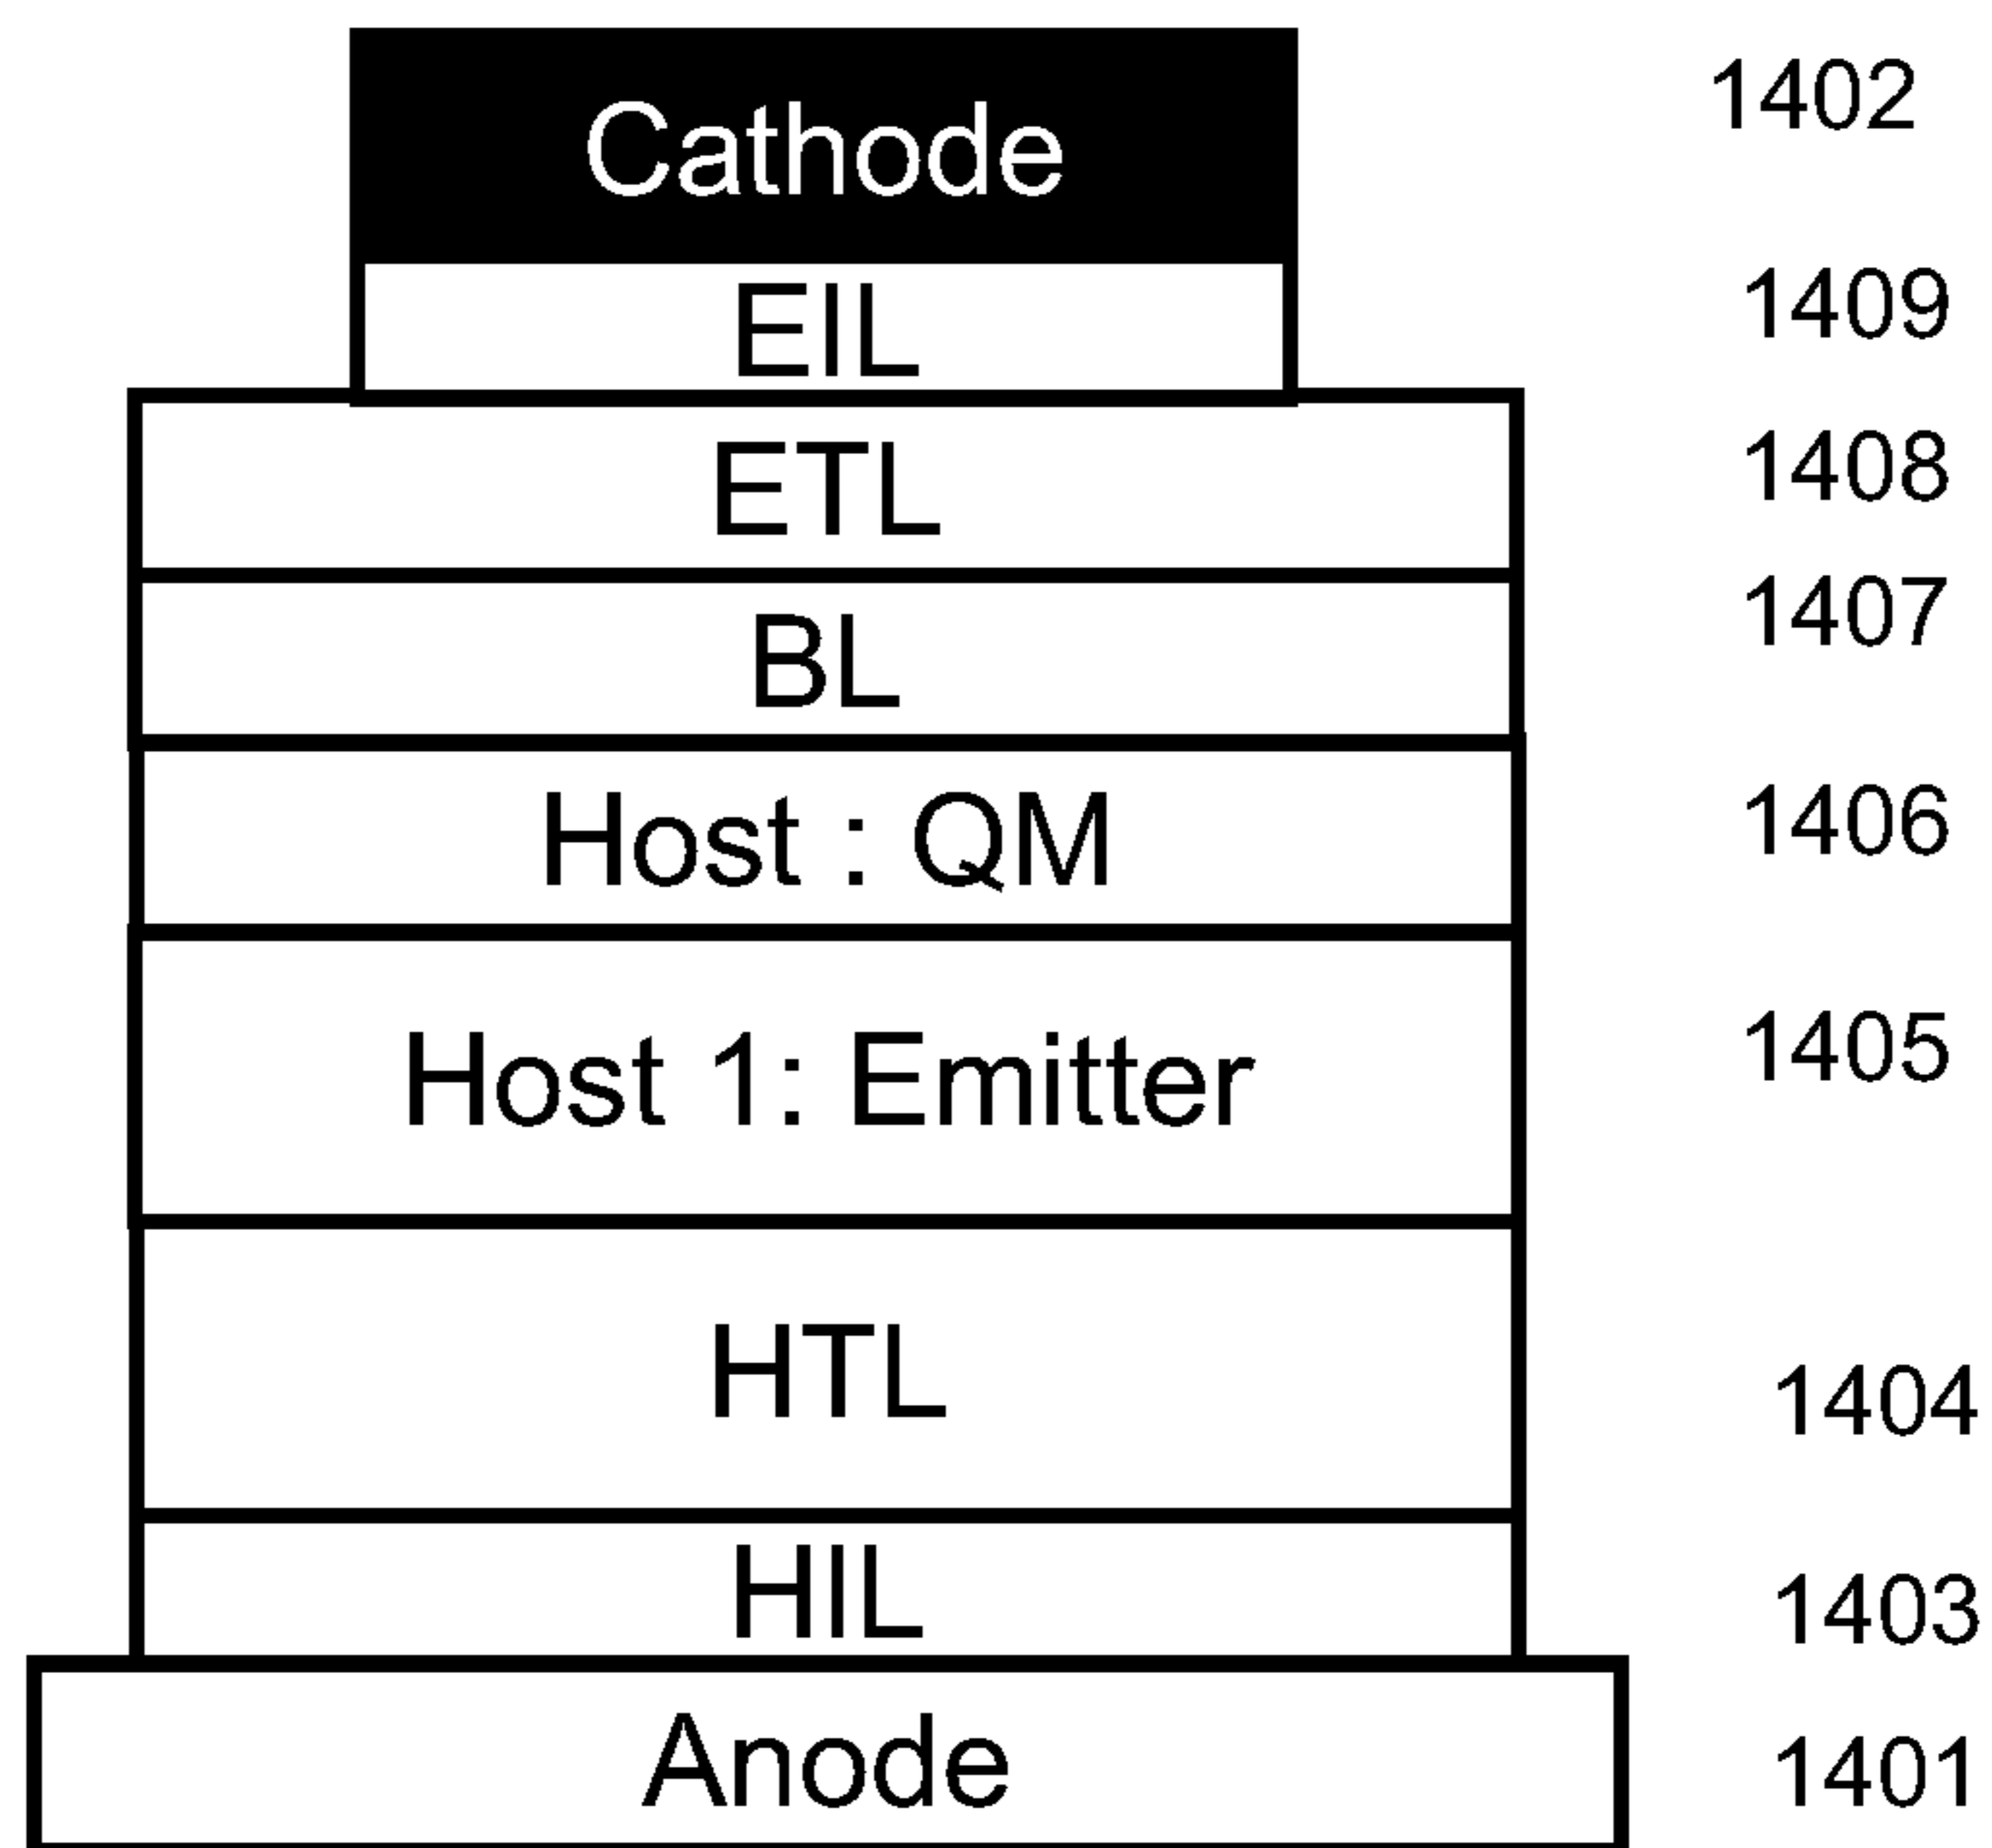 Cathode 1402
EIL 1409
ETL 1408
BL 1407
Host : QM 1406
Host 1: Emitter 1405
HTL 1404
HIL 1403
Anode 1401